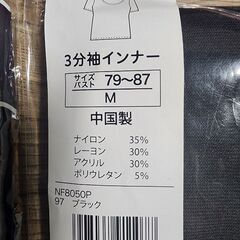 3分袖インナー
サイズ バスト 79~87
M
中国製
ナイロン 35%
レーヨン 30%
アクリル 30%
ポリウレタン 5%
NF8050P
97 ブラック